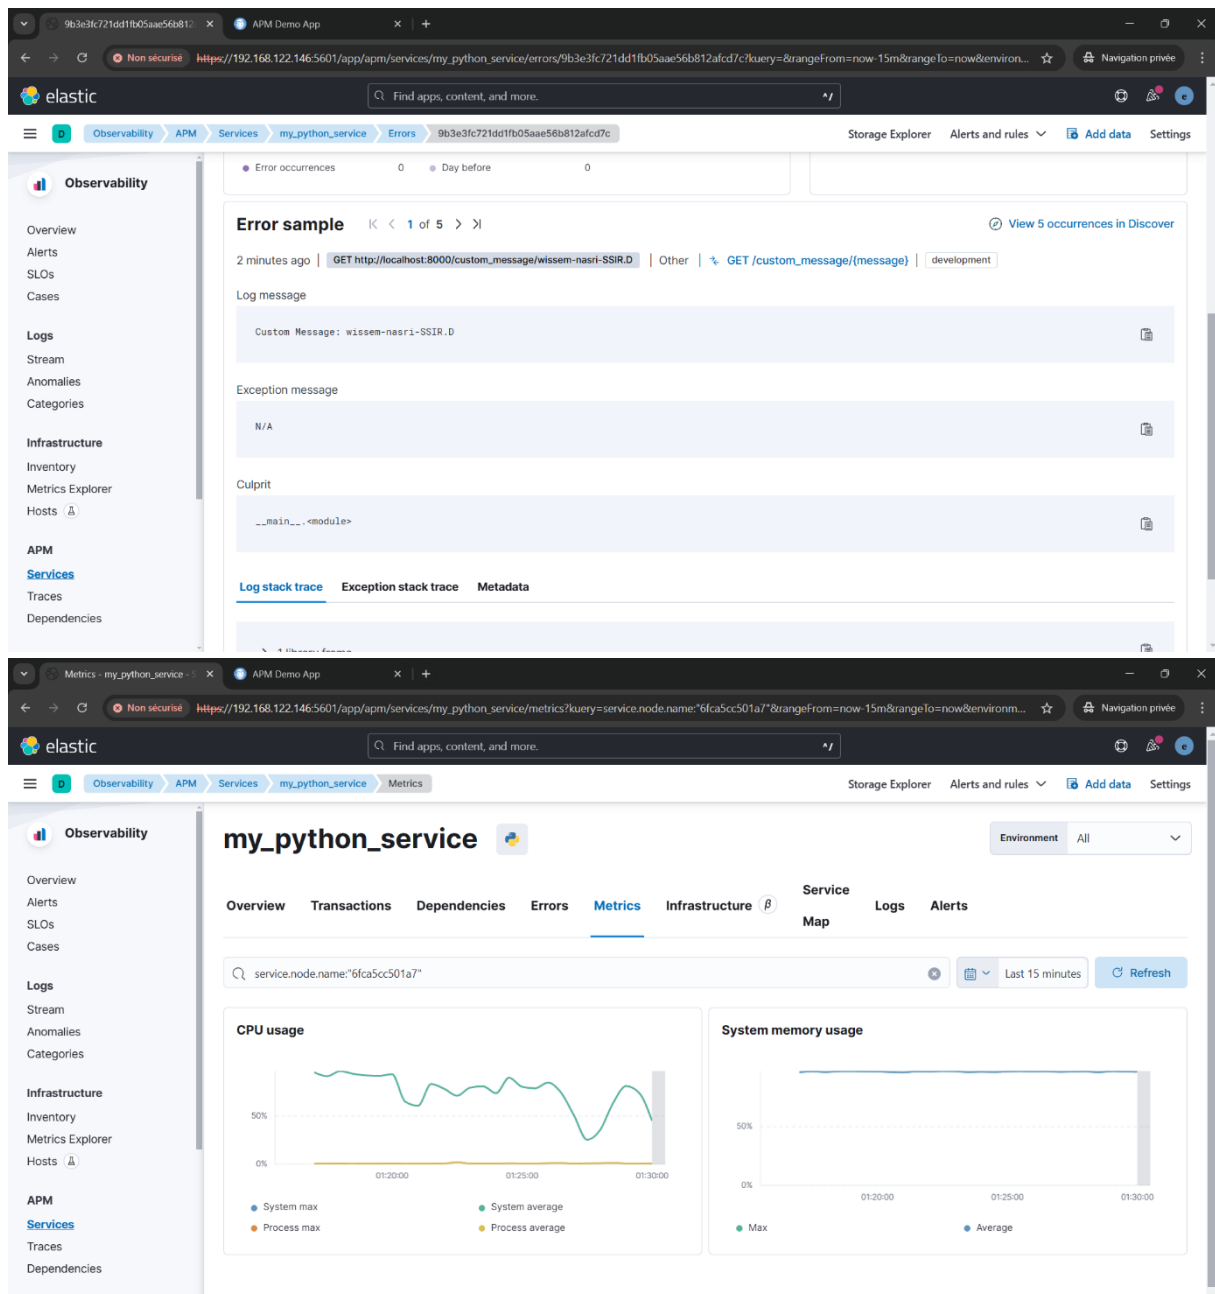 9b3e3fc721dd1fb05aae56b812 APM Demo App
Non sécurisé https://192.168.122.146:5601/app/apm/services/my_python_service/errors/9b3e3fc721dd1fb05aae56b812afcd7c?kuery=&rangeFrom=now-15m&rangeTo=now&environ... Navigation privée
elastic Find apps, content, and more. ^/ e
D Observability APM Services my_python_service Errors 9b3e3fc721dd1fb05aae56b812afcd7c Storage Explorer Alerts and rules Add data Settings
Observability
Overview
Alerts
SLOs
Cases
Logs
Stream
Anomalies
Categories
Infrastructure
Inventory
Metrics Explorer
Hosts
APM
Services
Traces
Dependencies
Error occurrences 0 Day before 0
Error sample 1 of 5 View 5 occurrences in Discover
2 minutes ago GET http://localhost:8000/custom_message/wissem-nasri-SSIR.D Other GET /custom_message/{message} development
Log message
Custom Message: wissem-nasri-SSIR.D
Exception message
N/A
Culprit
__main__.<module>
Log stack trace Exception stack trace Metadata
1 library frame
Metrics - my_python_service - S APM Demo App
Non sécurisé https://192.168.122.146:5601/app/apm/services/my_python_service/metrics?kuery=service.node.name:"6fca5cc501a7"&rangeFrom=now-15m&rangeTo=now&environm... Navigation privée
elastic Find apps, content, and more. ^/ e
D Observability APM Services my_python_service Metrics Storage Explorer Alerts and rules Add data Settings
Observability
Overview
Alerts
SLOs
Cases
Logs
Stream
Anomalies
Categories
Infrastructure
Inventory
Metrics Explorer
Hosts
APM
Services
Traces
Dependencies
my_python_service Environment All
Overview Transactions Dependencies Errors Metrics Infrastructure β Service Map Logs Alerts
service.node.name:"6fca5cc501a7" Last 15 minutes Refresh
CPU usage
50%
0%
01:20:00 01:25:00 01:30:00
System max System average
Process max Process average
System memory usage
50%
0%
01:20:00 01:25:00 01:30:00
Max Average